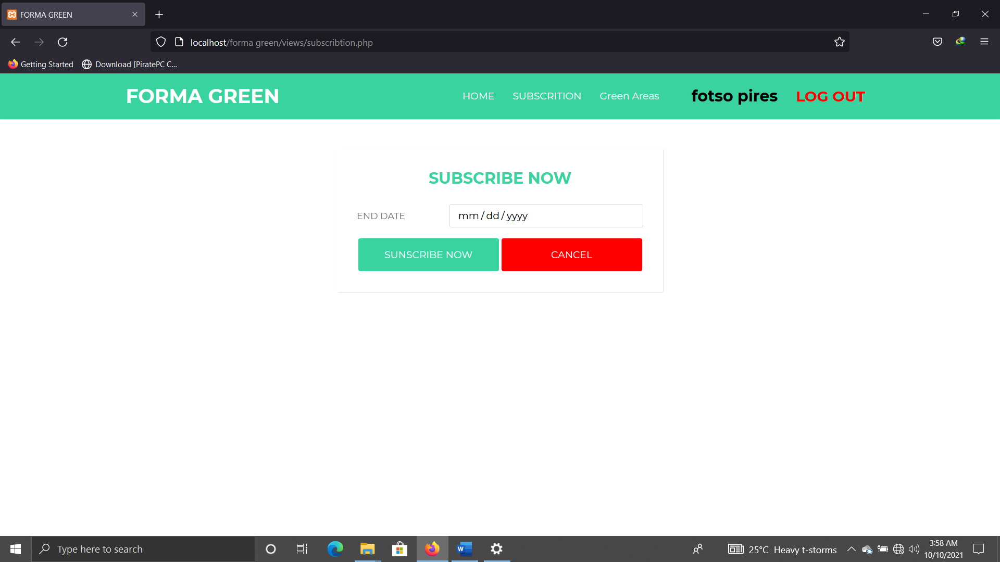 FORMA GREEN
localhost/forma green/views/subscribtion.php
Getting Started Download [PiratePC C...
FORMA GREEN HOME SUBSCRITION Green Areas fotso pires LOG OUT
SUBSCRIBE NOW
END DATE mm/dd/yyyy
SUNSCRIBE NOW CANCEL
Type here to search 25°C Heavy t-storms 3:58 AM
10/10/2021